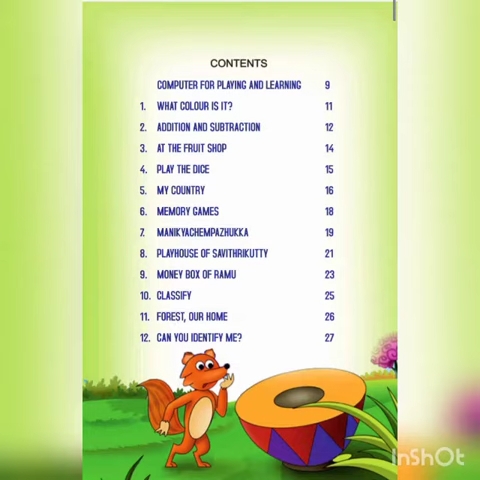 CONTENTS
COMPUTER FOR PLAYING AND LEARNING 9
1. WHAT COLOUR IS IT? 11
2. ADDITION AND SUBTRACTION 12
3. AT THE FRUIT SHOP 14
4. PLAY THE DICE 15
5. MY COUNTRY 16
6. MEMORY GAMES 18
7. MANIKYACHEMPAZHUKKA 19
8. PLAYHOUSE OF SAVITHRIKUTTY 21
9. MONEY BOX OF RAMU 23
10. CLASSIFY 25
11. FOREST, OUR HOME 26
12. CAN YOU IDENTIFY ME? 27
InShOt